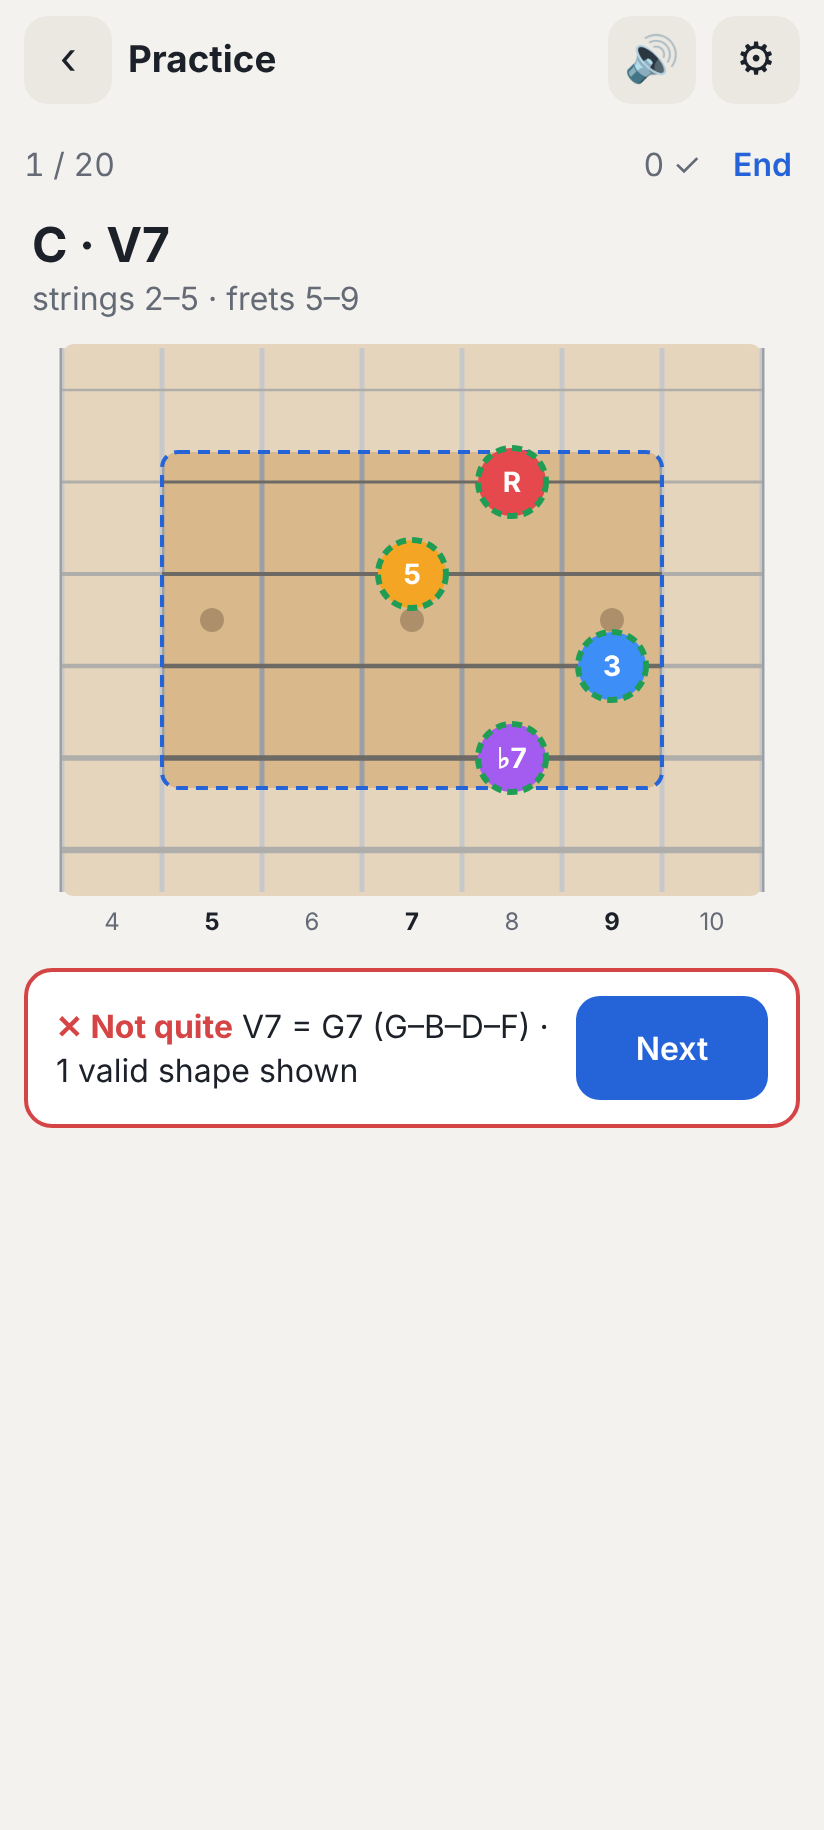 ‹ Practice
1 / 20 0 ✓ End
C · V7
strings 2–5 · frets 5–9
R
5
3
♭7
4 5 6 7 8 9 10
✕ Not quite V7 = G7 (G–B–D–F) ·
1 valid shape shown
Next